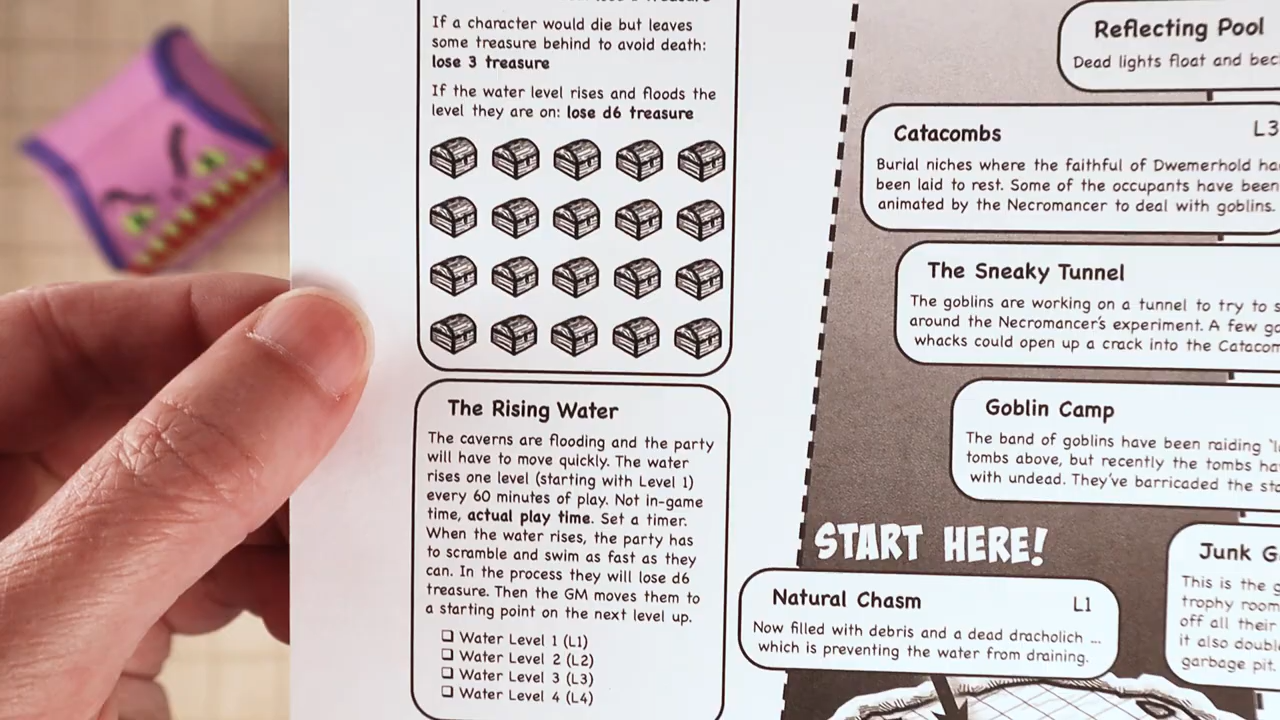 If a character would die but leaves
some treasure behind to avoid death:
lose 3 treasure
If the water level rises and floods the
level they are on: lose d6 treasure
The Rising Water
The caverns are flooding and the party
will have to move quickly. The water
rises one level (starting with Level 1)
every 60 minutes of play. Not in-game
time, actual play time. Set a timer.
When the water rises, the party has
to scramble and swim as fast as they
can. In the process they will lose d6
treasure. Then the GM moves them to
a starting point on the next level up.
❑ Water Level 1 (L1)
❑ Water Level 2 (L2)
❑ Water Level 3 (L3)
❑ Water Level 4 (L4)
Reflecting Pool
Dead lights float and
Catacombs L3
Burial niches where the faithful of Dwemerhold
been laid to rest. Some of the occupants have been
animated by the Necromancer to deal with goblins.
The Sneaky Tunnel
The goblins are working on a tunnel to try to
around the Necromancer's experiment. A few
whacks could open up a crack into the
Goblin Camp
The band of goblins have been raiding
tombs above, but recently the tombs
with undead. They've barricaded the
START HERE!
Natural Chasm L1
Now filled with debris and a dead dracholich ...
which is preventing the water from draining.
Junk
This is the
trophy room
off all their
it also
garbage pit.